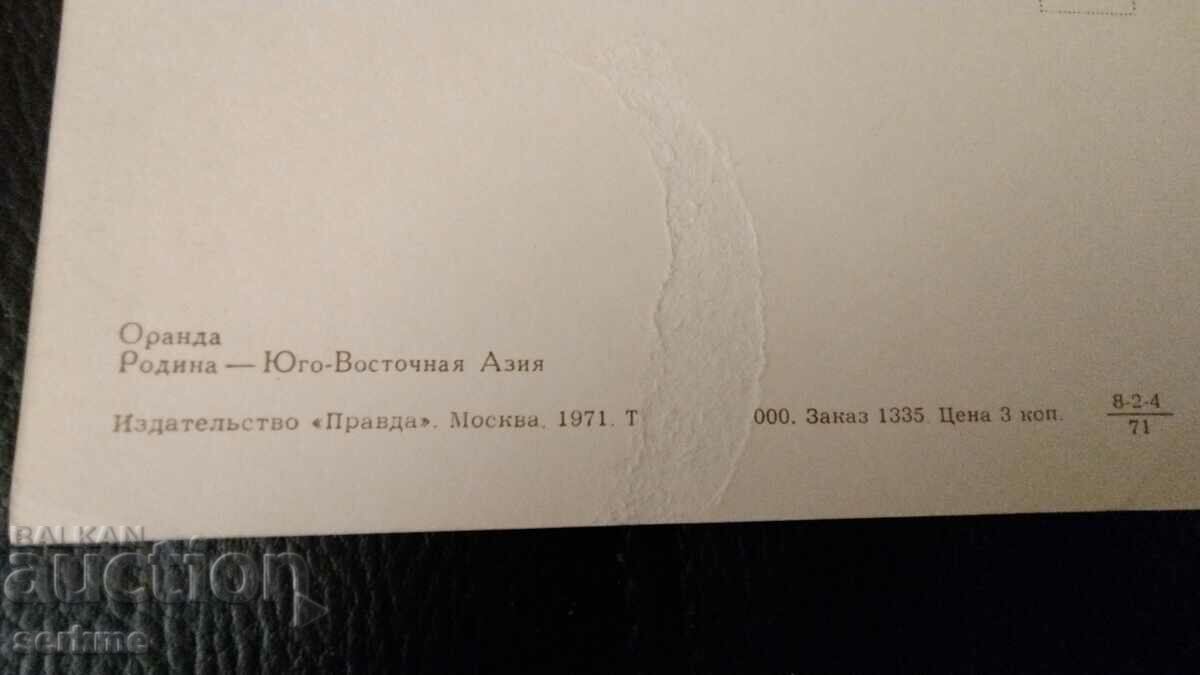 Оранда
Родина — Юго-Восточная Азия
Издательство «Правда». Москва. 1971. Т 000. Заказ 1335. Цена 3 коп.
8-2-4
71
BALKAN
auction
sertme